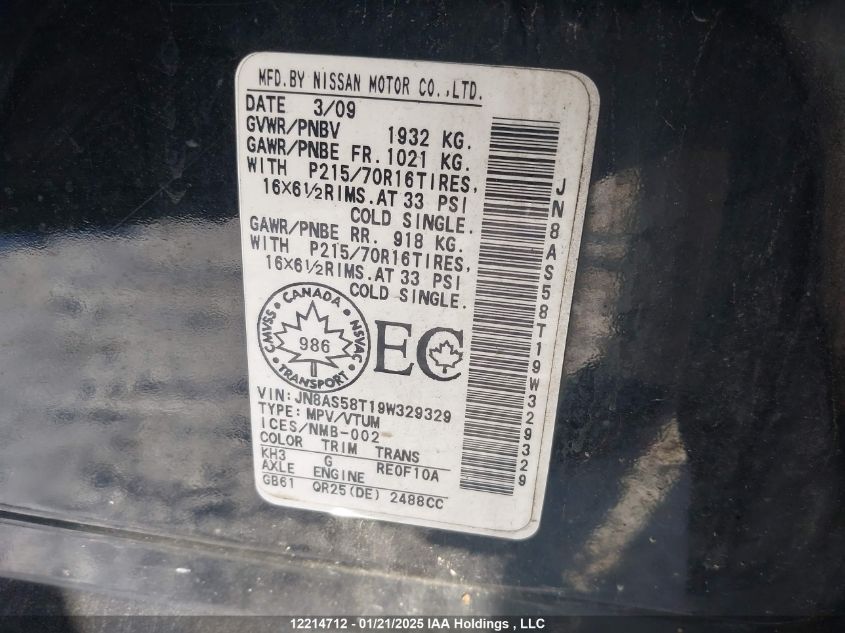 MFD.BY NISSAN MOTOR CO.,LTD.
DATE 3/09
GVWR/PNBV 1932 KG.
GAWR/PNBE FR. 1021 KG.
WITH P215/70R16TIRES,
16X6½RIMS.AT 33 PSI
COLD SINGLE.
GAWR/PNBE RR. 918 KG.
WITH P215/70R16TIRES,
16X6½RIMS.AT 33 PSI
COLD SINGLE.
CANADA
CMVSS NSVAC
986
TRANSPORT
EC
VIN: JN8AS58T19W329329
TYPE: MPV/VTUM
ICES/NMB-002
COLOR TRIM TRANS
KH3 G RE0F10A
AXLE ENGINE
GB61 QR25(DE) 2488CC
JN8AS58T19W329329
12214712 - 01/21/2025 IAA Holdings, LLC